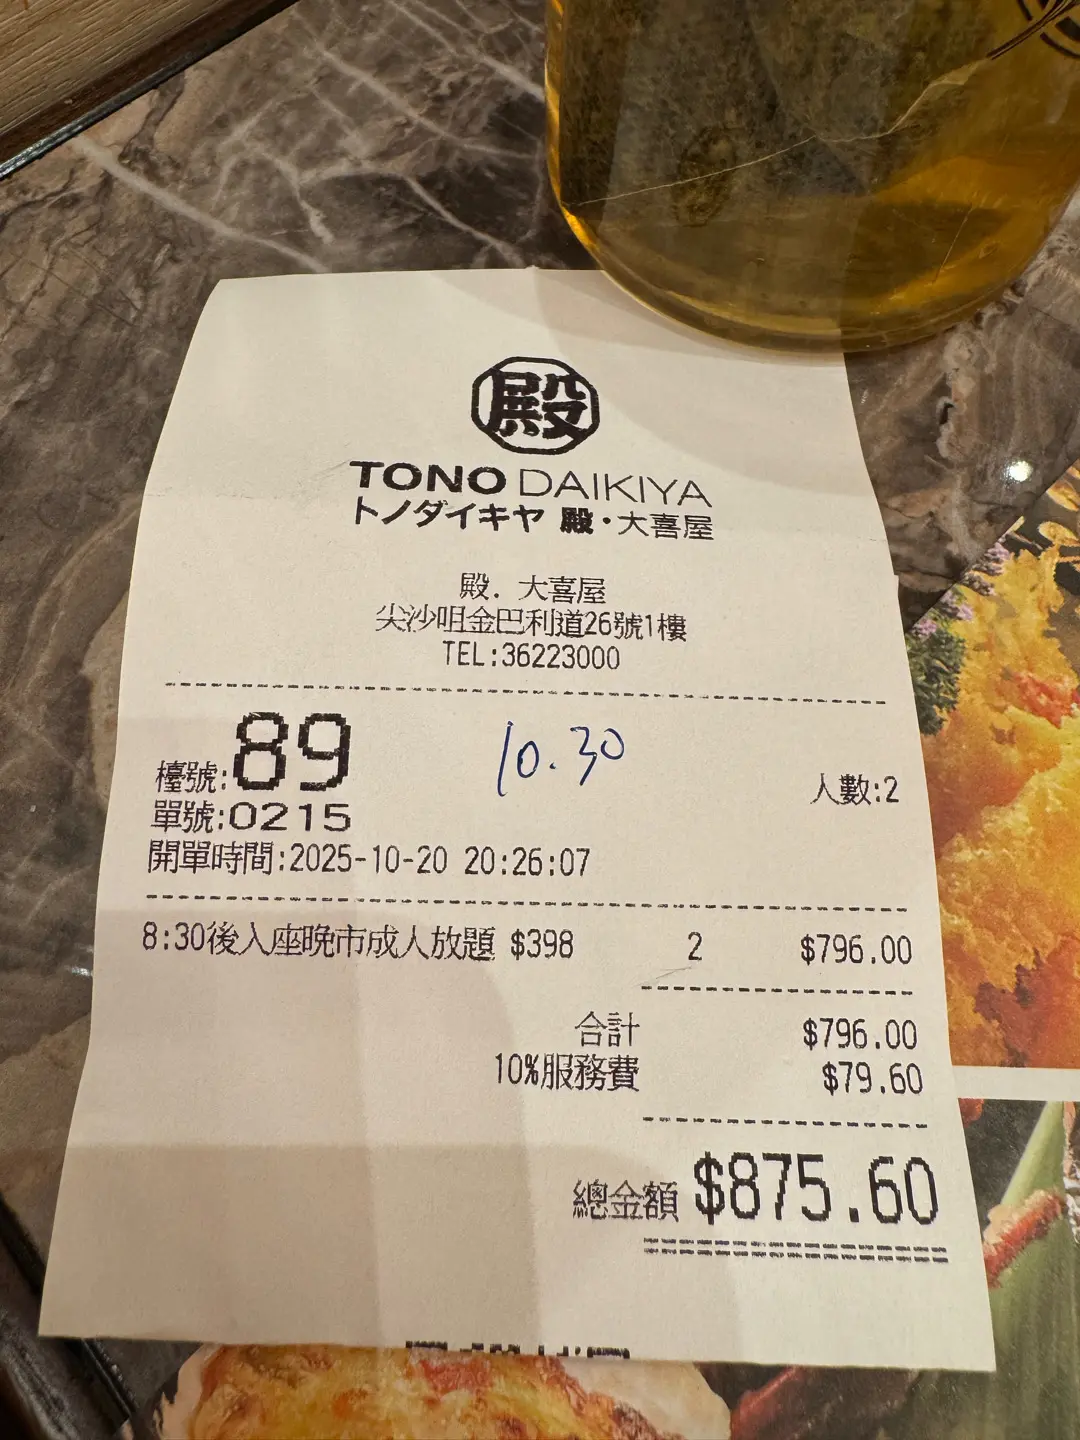 殿
TONO DAIKIYA
トノダイキヤ 殿・大喜屋
殿．大喜屋
尖沙咀金巴利道26號1樓
TEL:36223000
檯號:89
10.30
人數:2
單號:0215
開單時間:2025-10-20 20:26:07
8:30後入座晚市成人放題 $398 2 $796.00
合計 $796.00
10%服務費 $79.60
總金額 $875.60